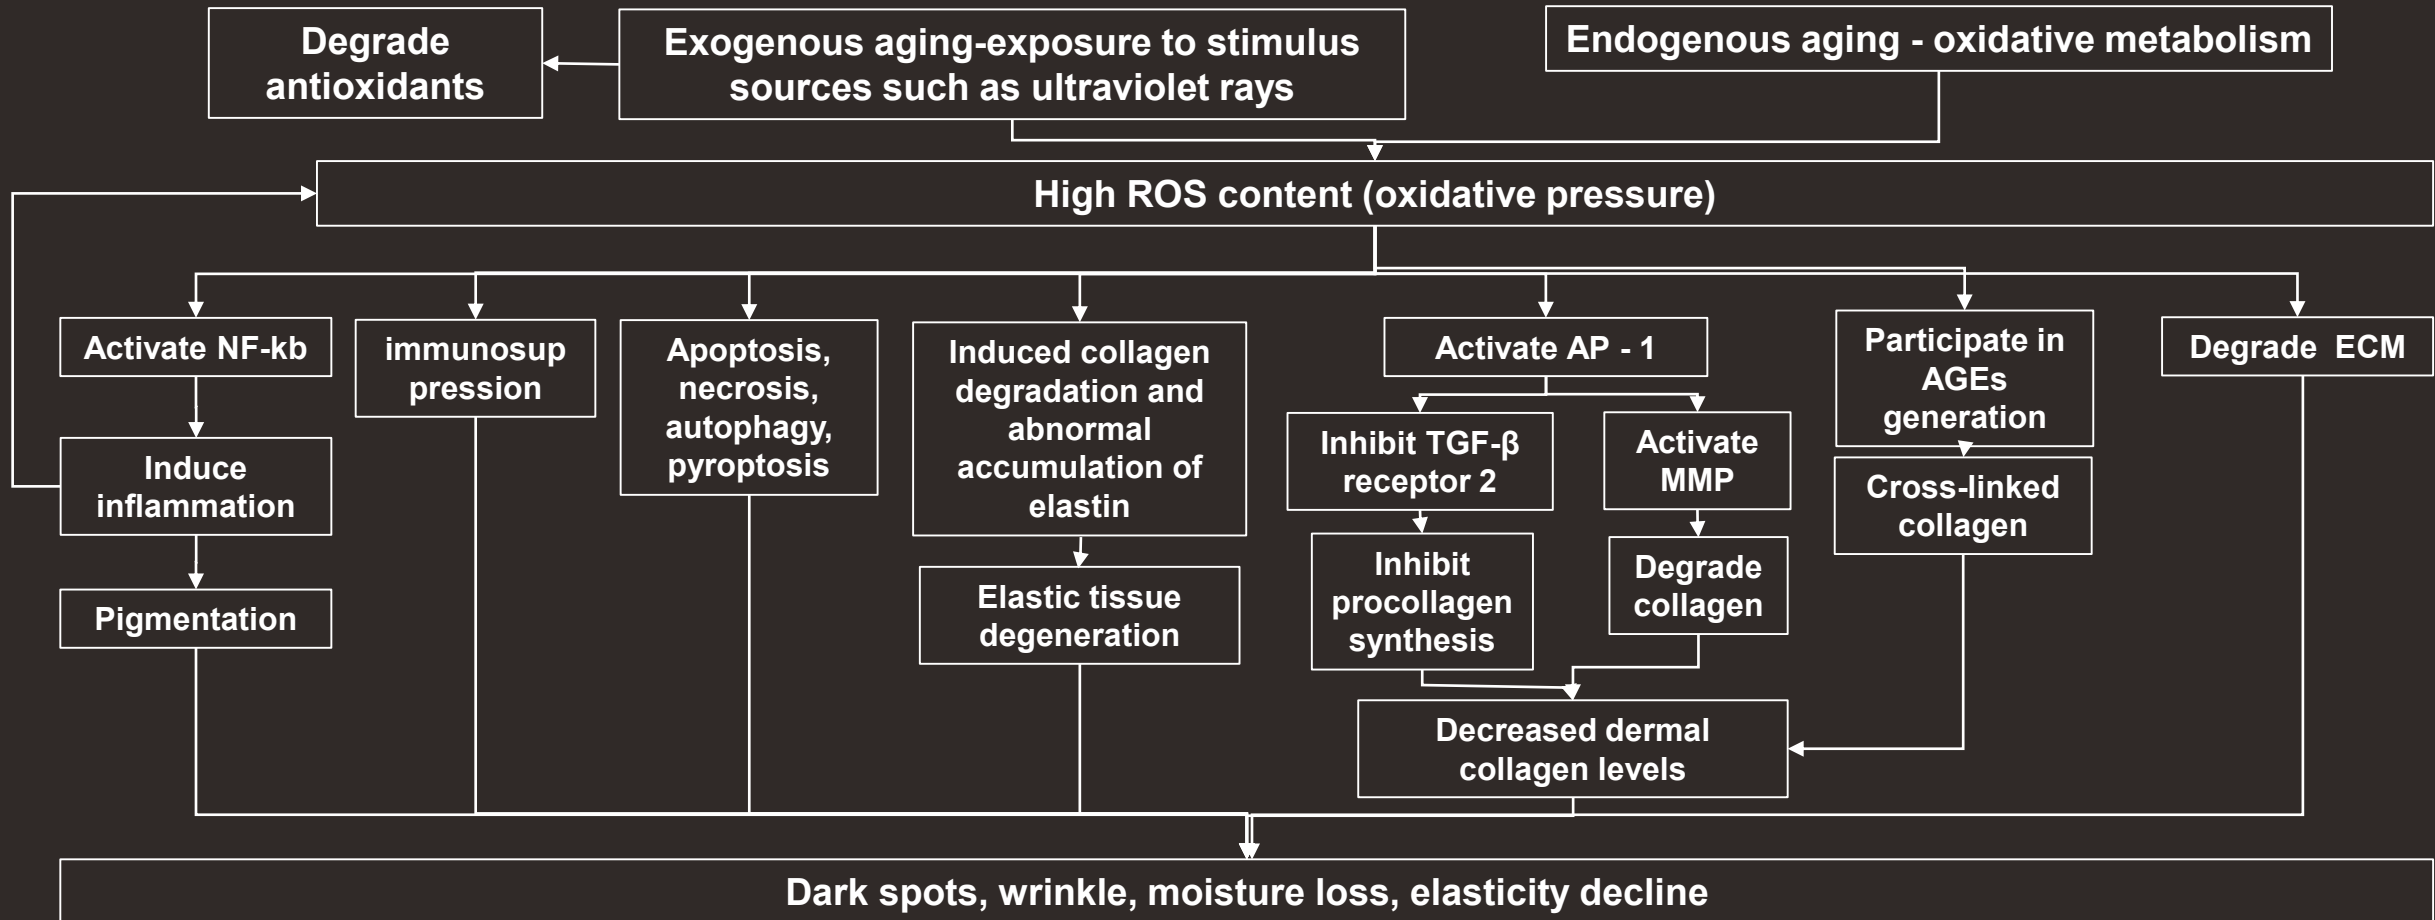 Degrade
antioxidants
Exogenous aging-exposure to stimulus
sources such as ultraviolet rays
Endogenous aging - oxidative metabolism
High ROS content (oxidative pressure)
Activate NF-kb
immunosup
pression
Apoptosis,
necrosis,
autophagy,
pyroptosis
Induced collagen
degradation and
abnormal
accumulation of
elastin
Activate AP - 1
Participate in
AGEs
generation
Degrade  ECM
Induce
inflammation
Inhibit TGF-β
receptor 2
Activate
MMP
Cross-linked
collagen
Pigmentation
Elastic tissue
degeneration
Inhibit
procollagen
synthesis
Degrade
collagen
Decreased dermal
collagen levels
Dark spots, wrinkle, moisture loss, elasticity decline